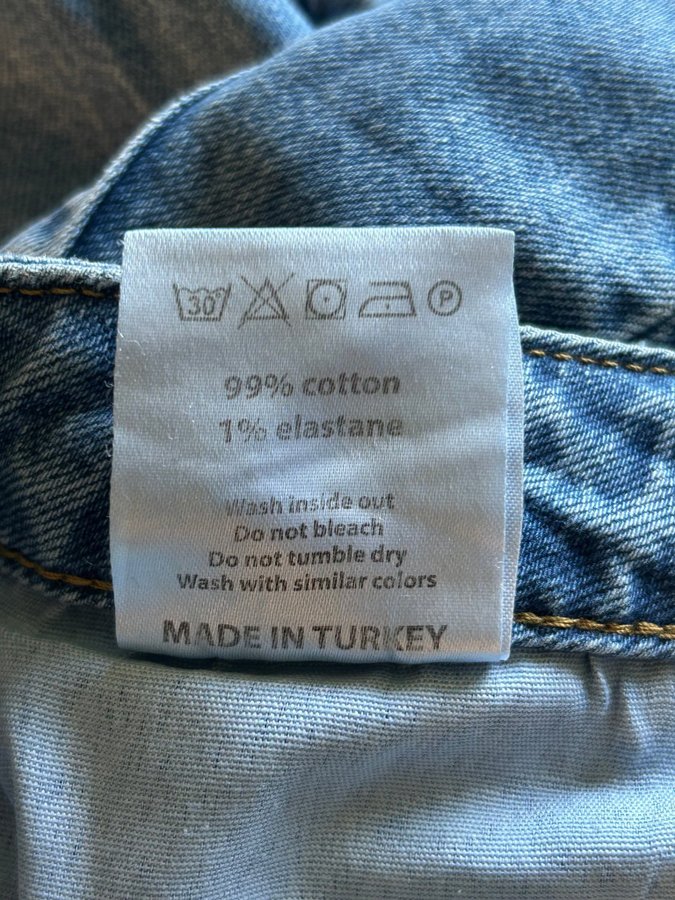 30° P
99% cotton
1% elastane
Wash inside out
Do not bleach
Do not tumble dry
Wash with similar colors
MADE IN TURKEY